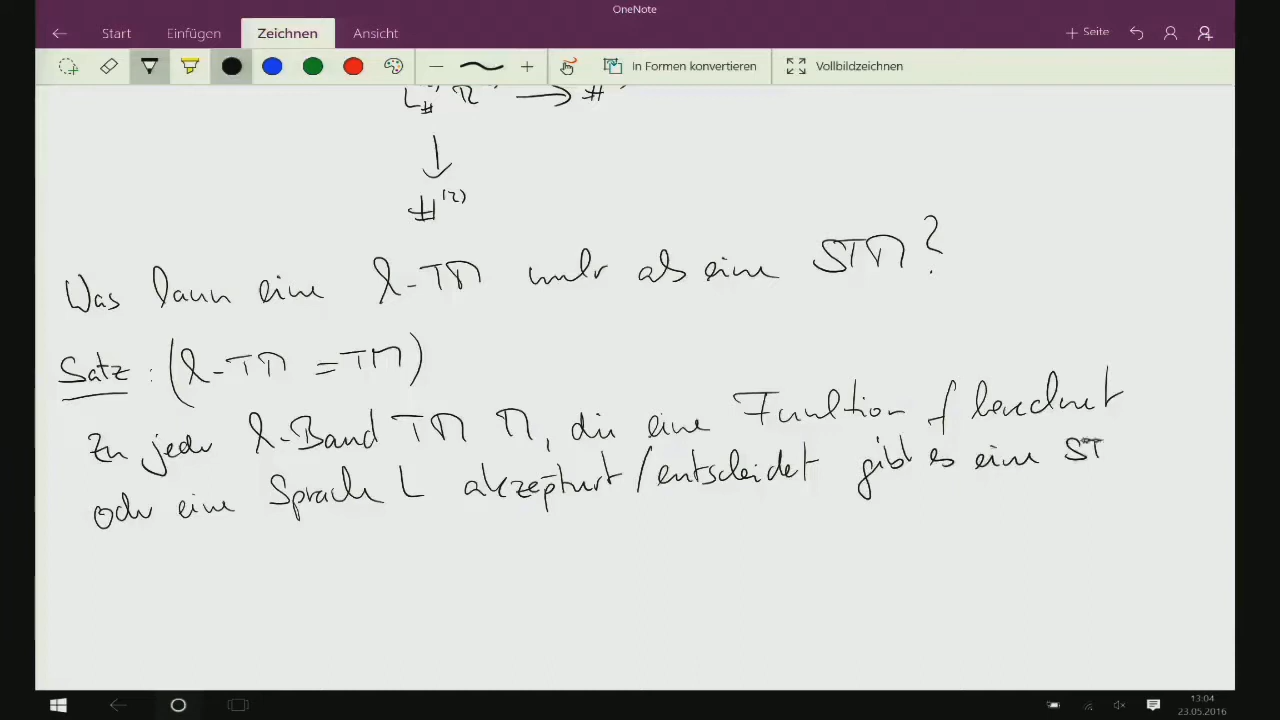 OneNote
Start Einfügen Zeichnen Ansicht + Seite
In Formen konvertieren Vollbildzeichnen
L# R → #
↓
#(2)
Was kann eine k-TM mehr als eine STM?
Satz: (k-TM = TM)
Zu jeder k-Band TM M, die eine Funktion f berechnet
oder eine Sprache L akzeptiert / entscheidet gibt es eine ST
13:04
23.05.2016